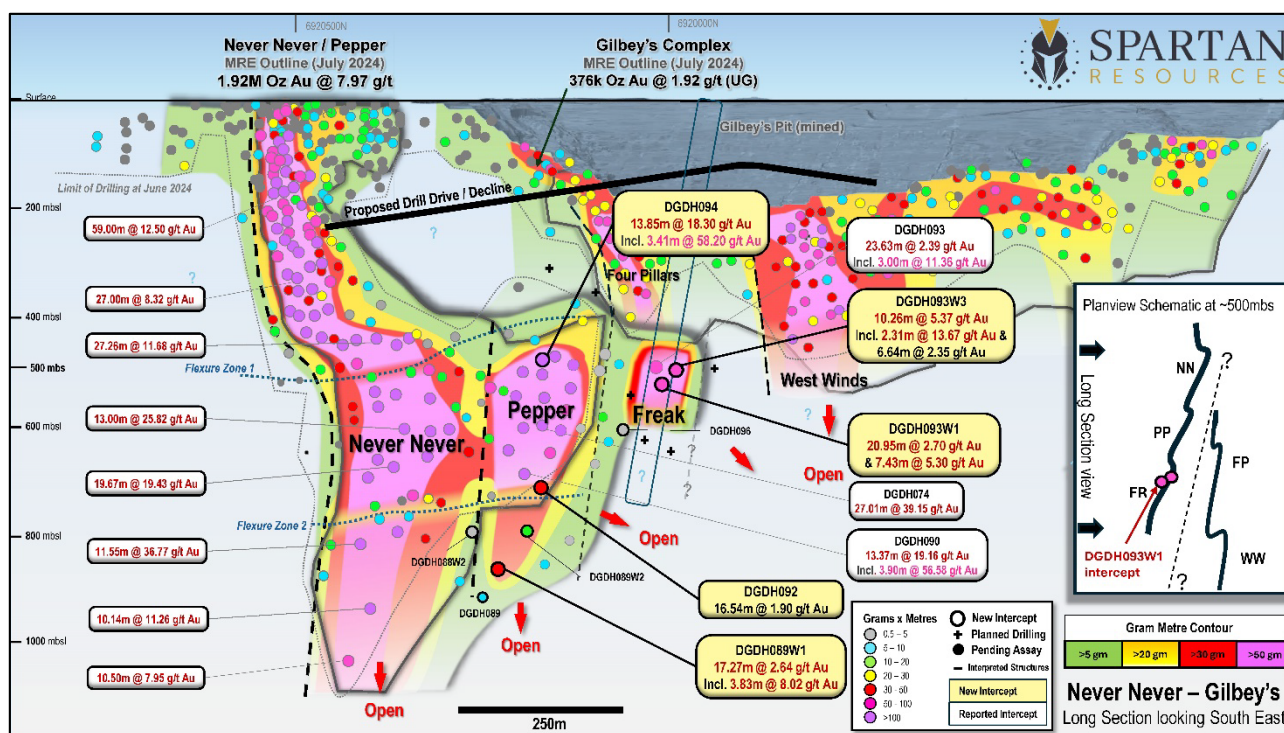 6920500N
6920000N
Never Never / Pepper
MRE Outline (July 2024)
1.92M Oz Au @ 7.97 g/t
Gilbey's Complex
MRE Outline (July 2024)
376k Oz Au @ 1.92 g/t (UG)
SPARTAN
RESOURCES
Surface
Gilbey's Pit (mined)
Limit of Drilling at June 2024
Proposed Drill Drive / Decline
200 mbsl
400 mbsl
500 mbs
600 mbs
800 mbsl
1000 mbsl
59.00m @ 12.50 g/t Au
27.00m @ 8.32 g/t Au
27.26m @ 11.68 g/t Au
13.00m @ 25.82 g/t Au
19.67m @ 19.43 g/t Au
11.55m @ 36.77 g/t Au
10.14m @ 11.26 g/t Au
10.50m @ 7.95 g/t Au
DGDH094
13.85m @ 18.30 g/t Au
Incl. 3.41m @ 58.20 g/t Au
DGDH093
23.63m @ 2.39 g/t Au
Incl. 3.00m @ 11.36 g/t Au
DGDH093W3
10.26m @ 5.37 g/t Au
Incl. 2.31m @ 13.67 g/t Au &
6.64m @ 2.35 g/t Au
DGDH093W1
20.95m @ 2.70 g/t Au
& 7.43m @ 5.30 g/t Au
DGDH074
27.01m @ 39.15 g/t Au
DGDH090
13.37m @ 19.16 g/t Au
Incl. 3.90m @ 56.58 g/t Au
DGDH092
16.54m @ 1.90 g/t Au
DGDH089W1
17.27m @ 2.64 g/t Au
Incl. 3.83m @ 8.02 g/t Au
Four Pillars
West Winds
Flexure Zone 1
Never Never
Pepper
Freak
DGDH096
Flexure Zone 2
DGDH088W2
DGDH089W2
DGDH089
?
?
?
?
?
?
?
Open
Open
Open
Open
Open
250m
Planview Schematic at ~500mbs
Long Section view
NN
?
PP
FP
FR
WW
DGDH093W1
intercept
?
Grams x Metres
0.5 - 5
5 - 10
10 - 20
20 - 30
30 - 50
50 - 100
>100
New Intercept
Planned Drilling
Pending Assay
Interpreted Structures
New Intercept
Reported Intercept
Gram Metre Contour
>5 gm
>20 gm
>30 gm
>50 gm
Never Never – Gilbey's
Long Section looking South East